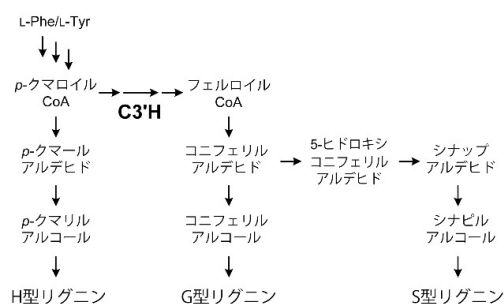 L-Phe/L-Tyr
p-クマロイル
CoA
C3'H
フェルロイル
CoA
p-クマール
アルデヒド
コニフェリル
アルデヒド
5-ヒドロキシ
コニフェリル
アルデヒド
シナップ
アルデヒド
p-クマリル
アルコール
コニフェリル
アルコール
シナピル
アルコール
H型リグニン
G型リグニン
S型リグニン